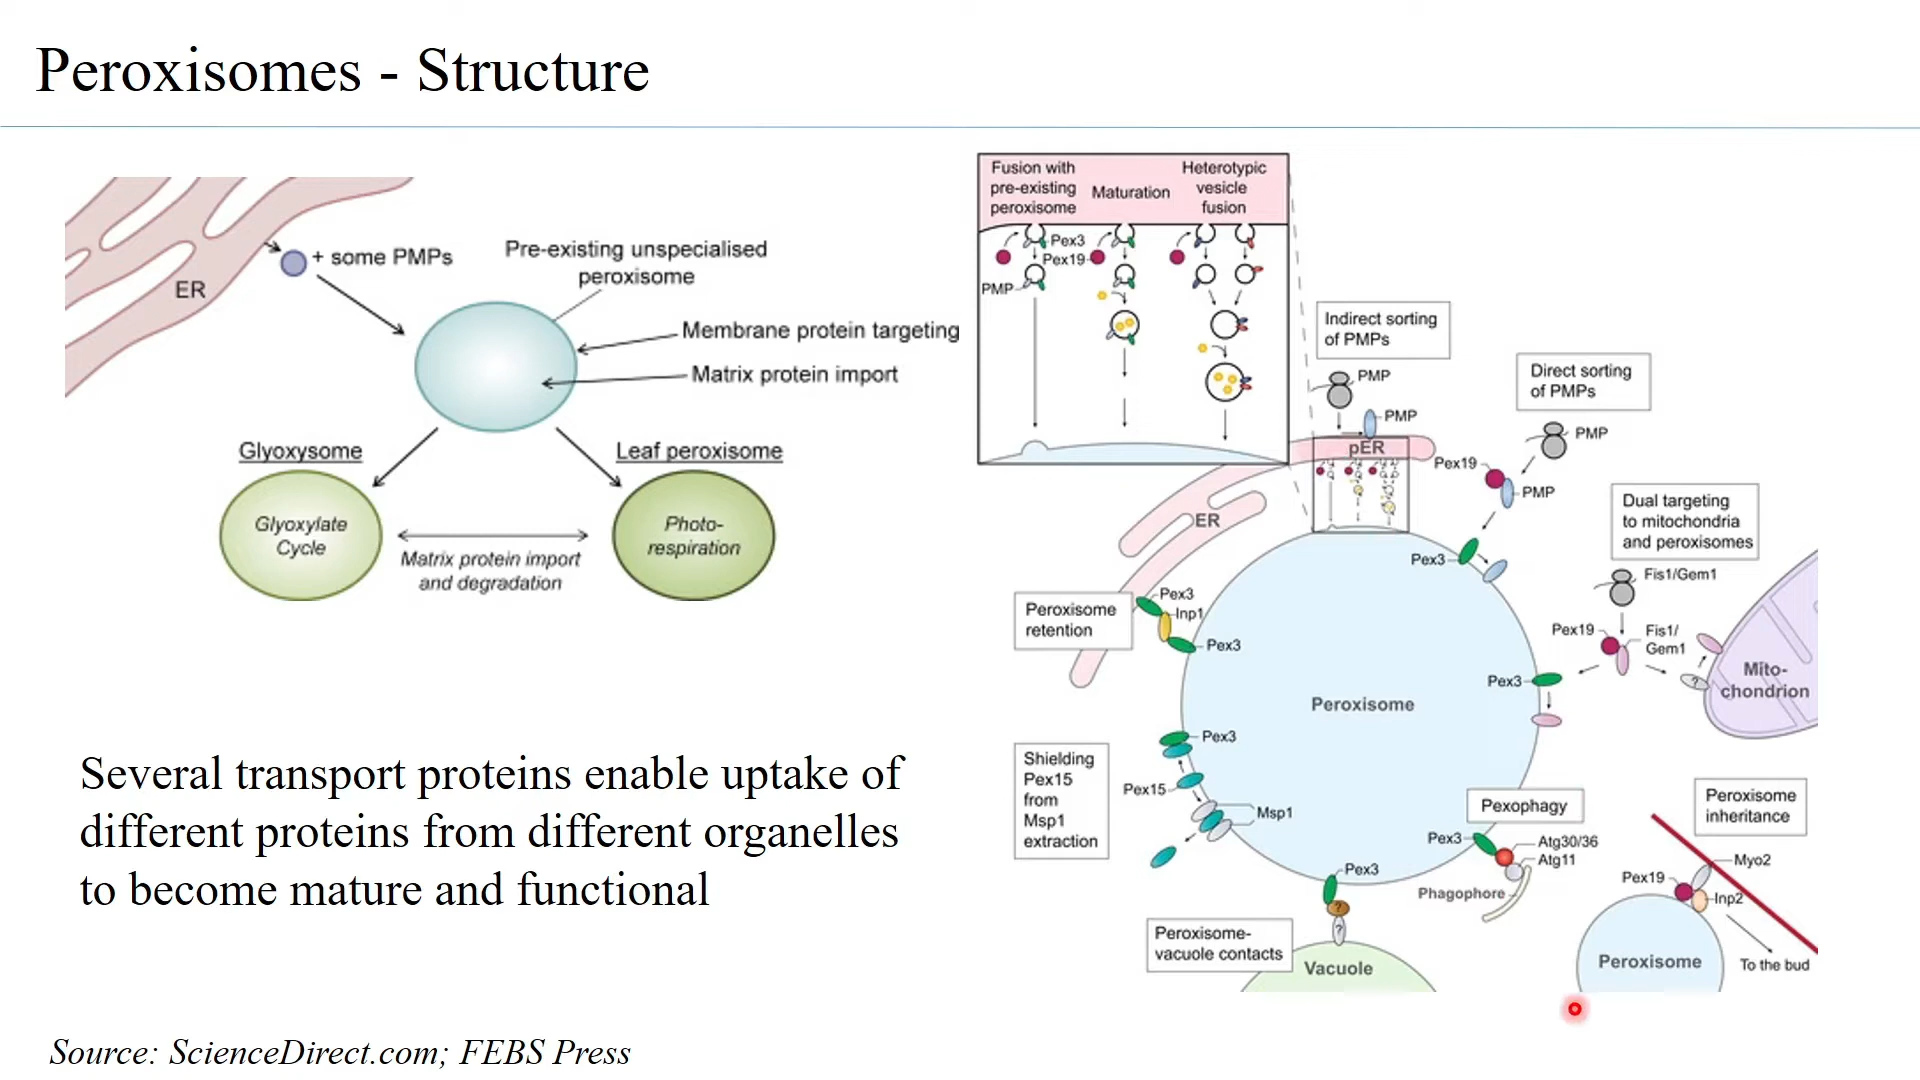 Peroxisomes - Structure
ER
+ some PMPs
Pre-existing unspecialised
peroxisome
Membrane protein targeting
Matrix protein import
Glyoxysome
Leaf peroxisome
Glyoxylate
Cycle
Photo-
respiration
Matrix protein import
and degradation
Several transport proteins enable uptake of
different proteins from different organelles
to become mature and functional
Source: ScienceDirect.com; FEBS Press
Fusion with
pre-existing
peroxisome
Maturation
Heterotypic
vesicle
fusion
Pex3
Pex19
PMP
Indirect sorting
of PMPs
PMP
PMP
pER
ER
Direct sorting
of PMPs
PMP
Pex19
PMP
Pex3
Dual targeting
to mitochondria
and peroxisomes
Fis1/Gem1
Pex19
Fis1/
Gem1
Pex3
?
Mito-
chondrion
Peroxisome
retention
Pex3
Inp1
Pex3
Peroxisome
Shielding
Pex15
from
Msp1
extraction
Pex3
Pex15
Msp1
Pexophagy
Pex3
Atg30/36
Atg11
Phagophore
Peroxisome
inheritance
Myo2
Pex19
Inp2
Peroxisome
To the bud
Pex3
?
?
Peroxisome-
vacuole contacts
Vacuole